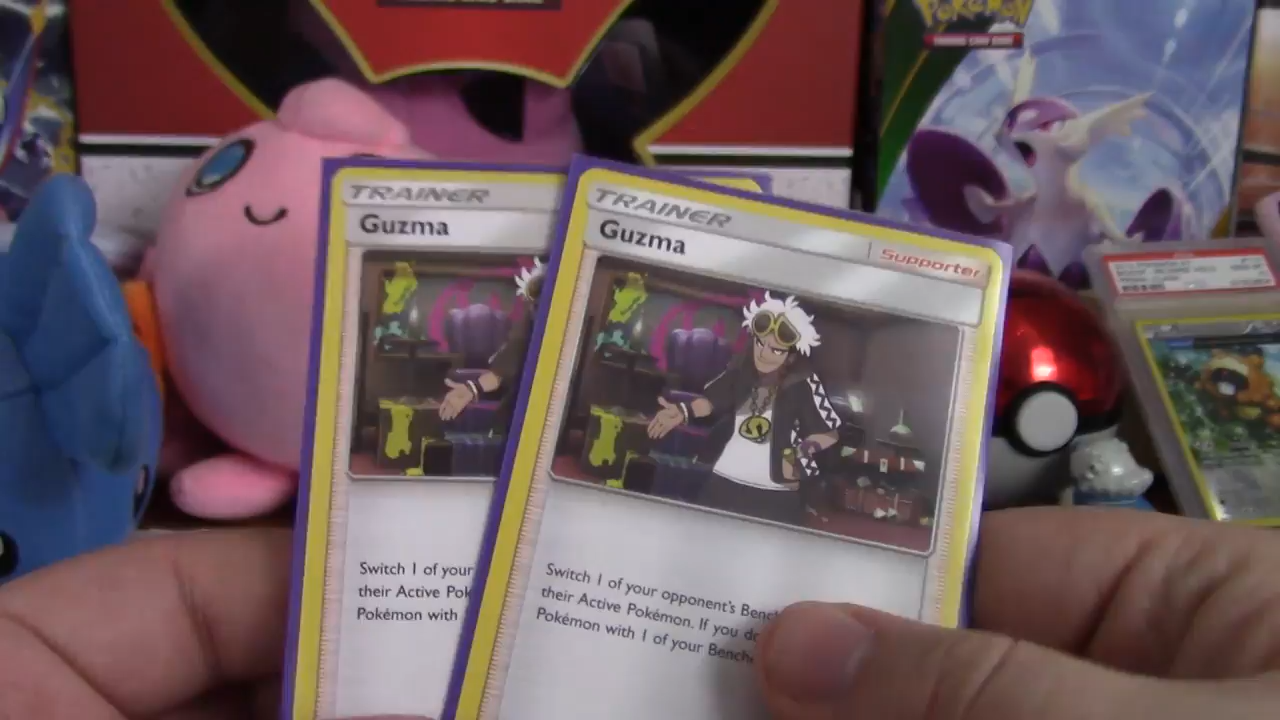 Pokémon
TRAINER
Guzma
Switch 1 of your
their Active Pok
Pokémon with
TRAINER
Guzma
Supporter
Switch 1 of your opponent's Bench
their Active Pokémon. If you do
Pokémon with 1 of your Benche